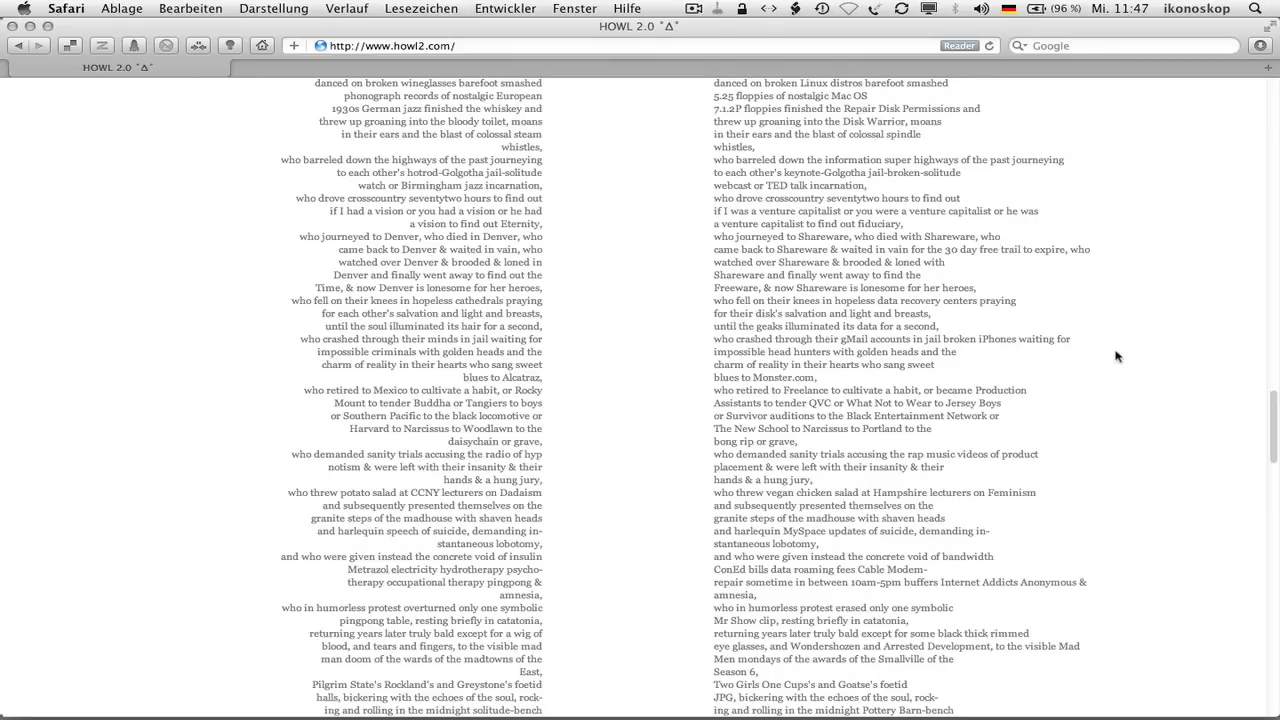 Safari Ablage Bearbeiten Darstellung Verlauf Lesezeichen Entwickler Fenster Hilfe (96 %) Mi. 11:47 ikonoskop
HOWL 2.0 ˚∆˙
http://www.howl2.com/ Reader Google
HOWL 2.0 ˚∆˙
danced on broken wineglasses barefoot smashed
phonograph records of nostalgic European
1930s German jazz finished the whiskey and
threw up groaning into the bloody toilet, moans
in their ears and the blast of colossal steam
whistles,
who barreled down the highways of the past journeying
to each other's hotrod-Golgotha jail-solitude
watch or Birmingham jazz incarnation,
who drove crosscountry seventytwo hours to find out
if I had a vision or you had a vision or he had
a vision to find out Eternity,
who journeyed to Denver, who died in Denver, who
came back to Denver & waited in vain, who
watched over Denver & brooded & loned in
Denver and finally went away to find out the
Time, & now Denver is lonesome for her heroes,
who fell on their knees in hopeless cathedrals praying
for each other's salvation and light and breasts,
until the soul illuminated its hair for a second,
who crashed through their minds in jail waiting for
impossible criminals with golden heads and the
charm of reality in their hearts who sang sweet
blues to Alcatraz,
who retired to Mexico to cultivate a habit, or Rocky
Mount to tender Buddha or Tangiers to boys
or Southern Pacific to the black locomotive or
Harvard to Narcissus to Woodlawn to the
daisychain or grave,
who demanded sanity trials accusing the radio of hyp
notism & were left with their insanity & their
hands & a hung jury,
who threw potato salad at CCNY lecturers on Dadaism
and subsequently presented themselves on the
granite steps of the madhouse with shaven heads
and harlequin speech of suicide, demanding in-
stantaneous lobotomy,
and who were given instead the concrete void of insulin
Metrazol electricity hydrotherapy psycho-
therapy occupational therapy pingpong &
amnesia,
who in humorless protest overturned only one symbolic
pingpong table, resting briefly in catatonia,
returning years later truly bald except for a wig of
blood, and tears and fingers, to the visible mad
man doom of the wards of the madtowns of the
East,
Pilgrim State's Rockland's and Greystone's foetid
halls, bickering with the echoes of the soul, rock-
ing and rolling in the midnight solitude-bench
danced on broken Linux distros barefoot smashed
5.25 floppies of nostalgic Mac OS
7.1.2P floppies finished the Repair Disk Permissions and
threw up groaning into the Disk Warrior, moans
in their ears and the blast of colossal spindle
whistles,
who barreled down the information super highways of the past journeying
to each other's keynote-Golgotha jail-broken-solitude
webcast or TED talk incarnation,
who drove crosscountry seventytwo hours to find out
if I was a venture capitalist or you were a venture capitalist or he was
a venture capitalist to find out fiduciary,
who journeyed to Shareware, who died with Shareware, who
came back to Shareware & waited in vain for the 30 day free trail to expire, who
watched over Shareware & brooded & loned with
Shareware and finally went away to find the
Freeware, & now Shareware is lonesome for her heroes,
who fell on their knees in hopeless data recovery centers praying
for their disk's salvation and light and breasts,
until the geaks illuminated its data for a second,
who crashed through their gMail accounts in jail broken iPhones waiting for
impossible head hunters with golden heads and the
charm of reality in their hearts who sang sweet
blues to Monster.com,
who retired to Freelance to cultivate a habit, or became Production
Assistants to tender QVC or What Not to Wear to Jersey Boys
or Survivor auditions to the Black Entertainment Network or
The New School to Narcissus to Portland to the
bong rip or grave,
who demanded sanity trials accusing the rap music videos of product
placement & were left with their insanity & their
hands & a hung jury,
who threw vegan chicken salad at Hampshire lecturers on Feminism
and subsequently presented themselves on the
granite steps of the madhouse with shaven heads
and harlequin MySpace updates of suicide, demanding in-
stantaneous lobotomy,
and who were given instead the concrete void of bandwidth
ConEd bills data roaming fees Cable Modem-
repair sometime in between 10am-5pm buffers Internet Addicts Anonymous &
amnesia,
who in humorless protest erased only one symbolic
Mr Show clip, resting briefly in catatonia,
returning years later truly bald except for some black thick rimmed
eye glasses, and Wondershozen and Arrested Development, to the visible Mad
Men mondays of the awards of the Smallville of the
Season 6,
Two Girls One Cups's and Goatse's foetid
JPG, bickering with the echoes of the soul, rock-
ing and rolling in the midnight Pottery Barn-bench